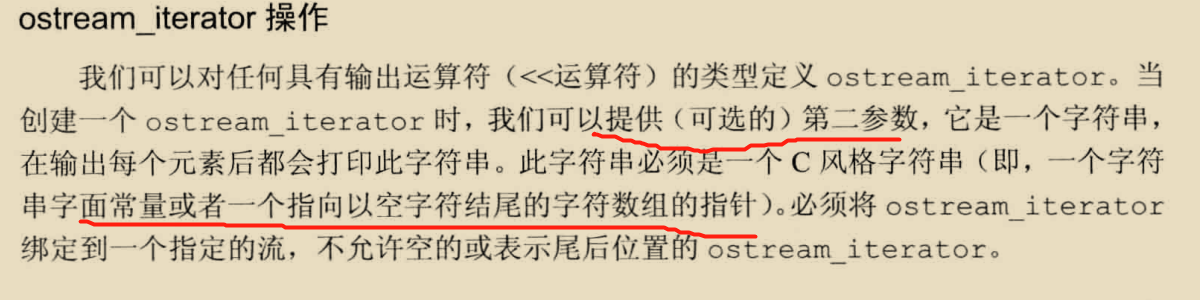 ostream_iterator 操作
我们可以对任何具有输出运算符（<<运算符）的类型定义 ostream_iterator。当
创建一个 ostream_iterator 时，我们可以提供（可选的）第二参数，它是一个字符串，
在输出每个元素后都会打印此字符串。此字符串必须是一个 C 风格字符串（即，一个字符
串字面常量或者一个指向以空字符结尾的字符数组的指针）。必须将 ostream_iterator
绑定到一个指定的流，不允许空的或表示尾后位置的 ostream_iterator。